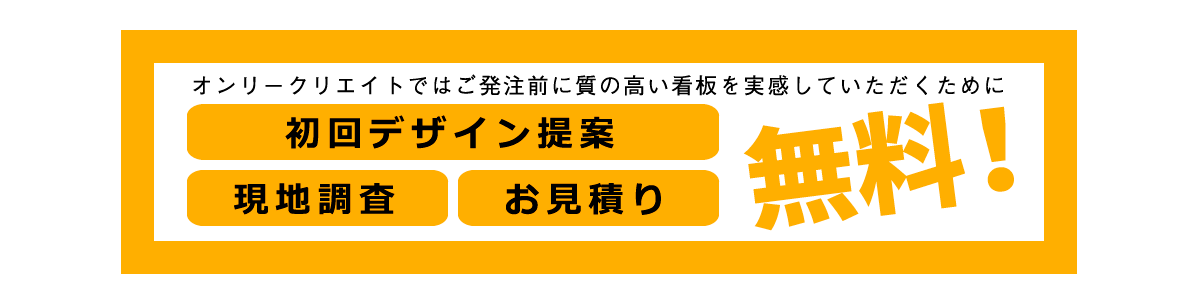 オンリークリエイトではご発注前に質の高い看板を実感していただくために
初回デザイン提案
現地調査
お見積り
無料!